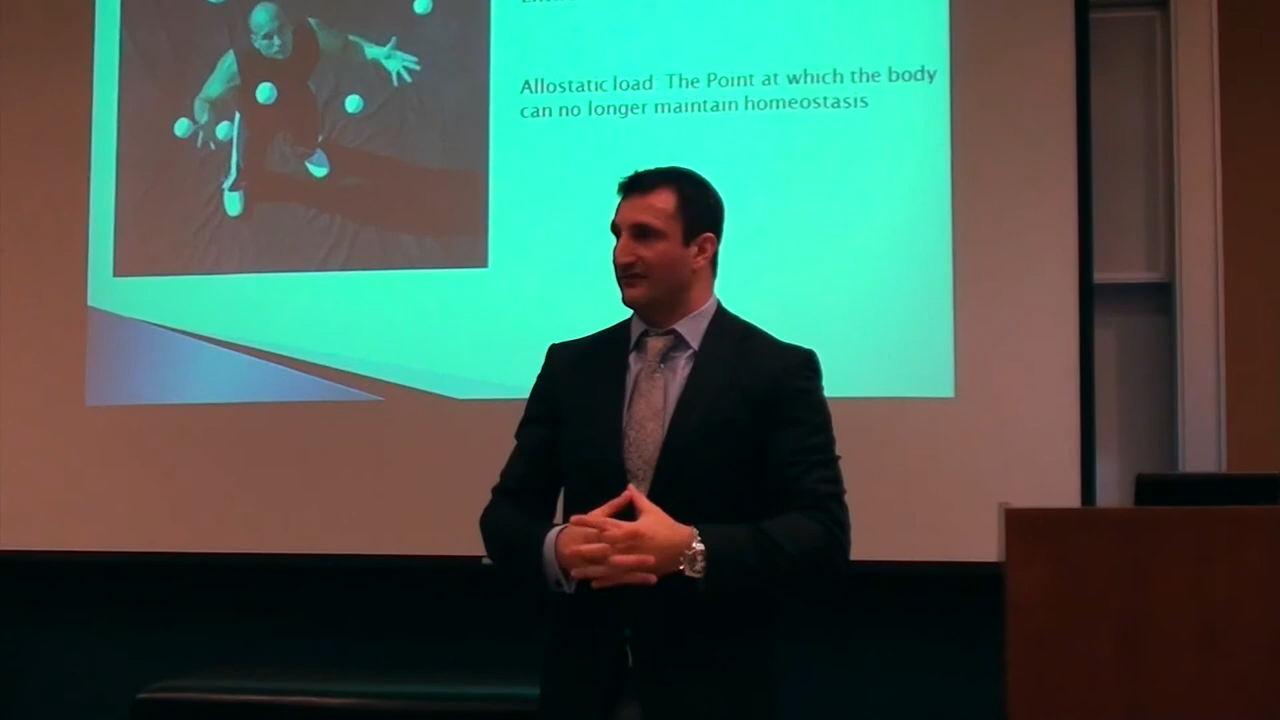 Allostatic load: The Point at which the body
can no longer maintain homeostasis